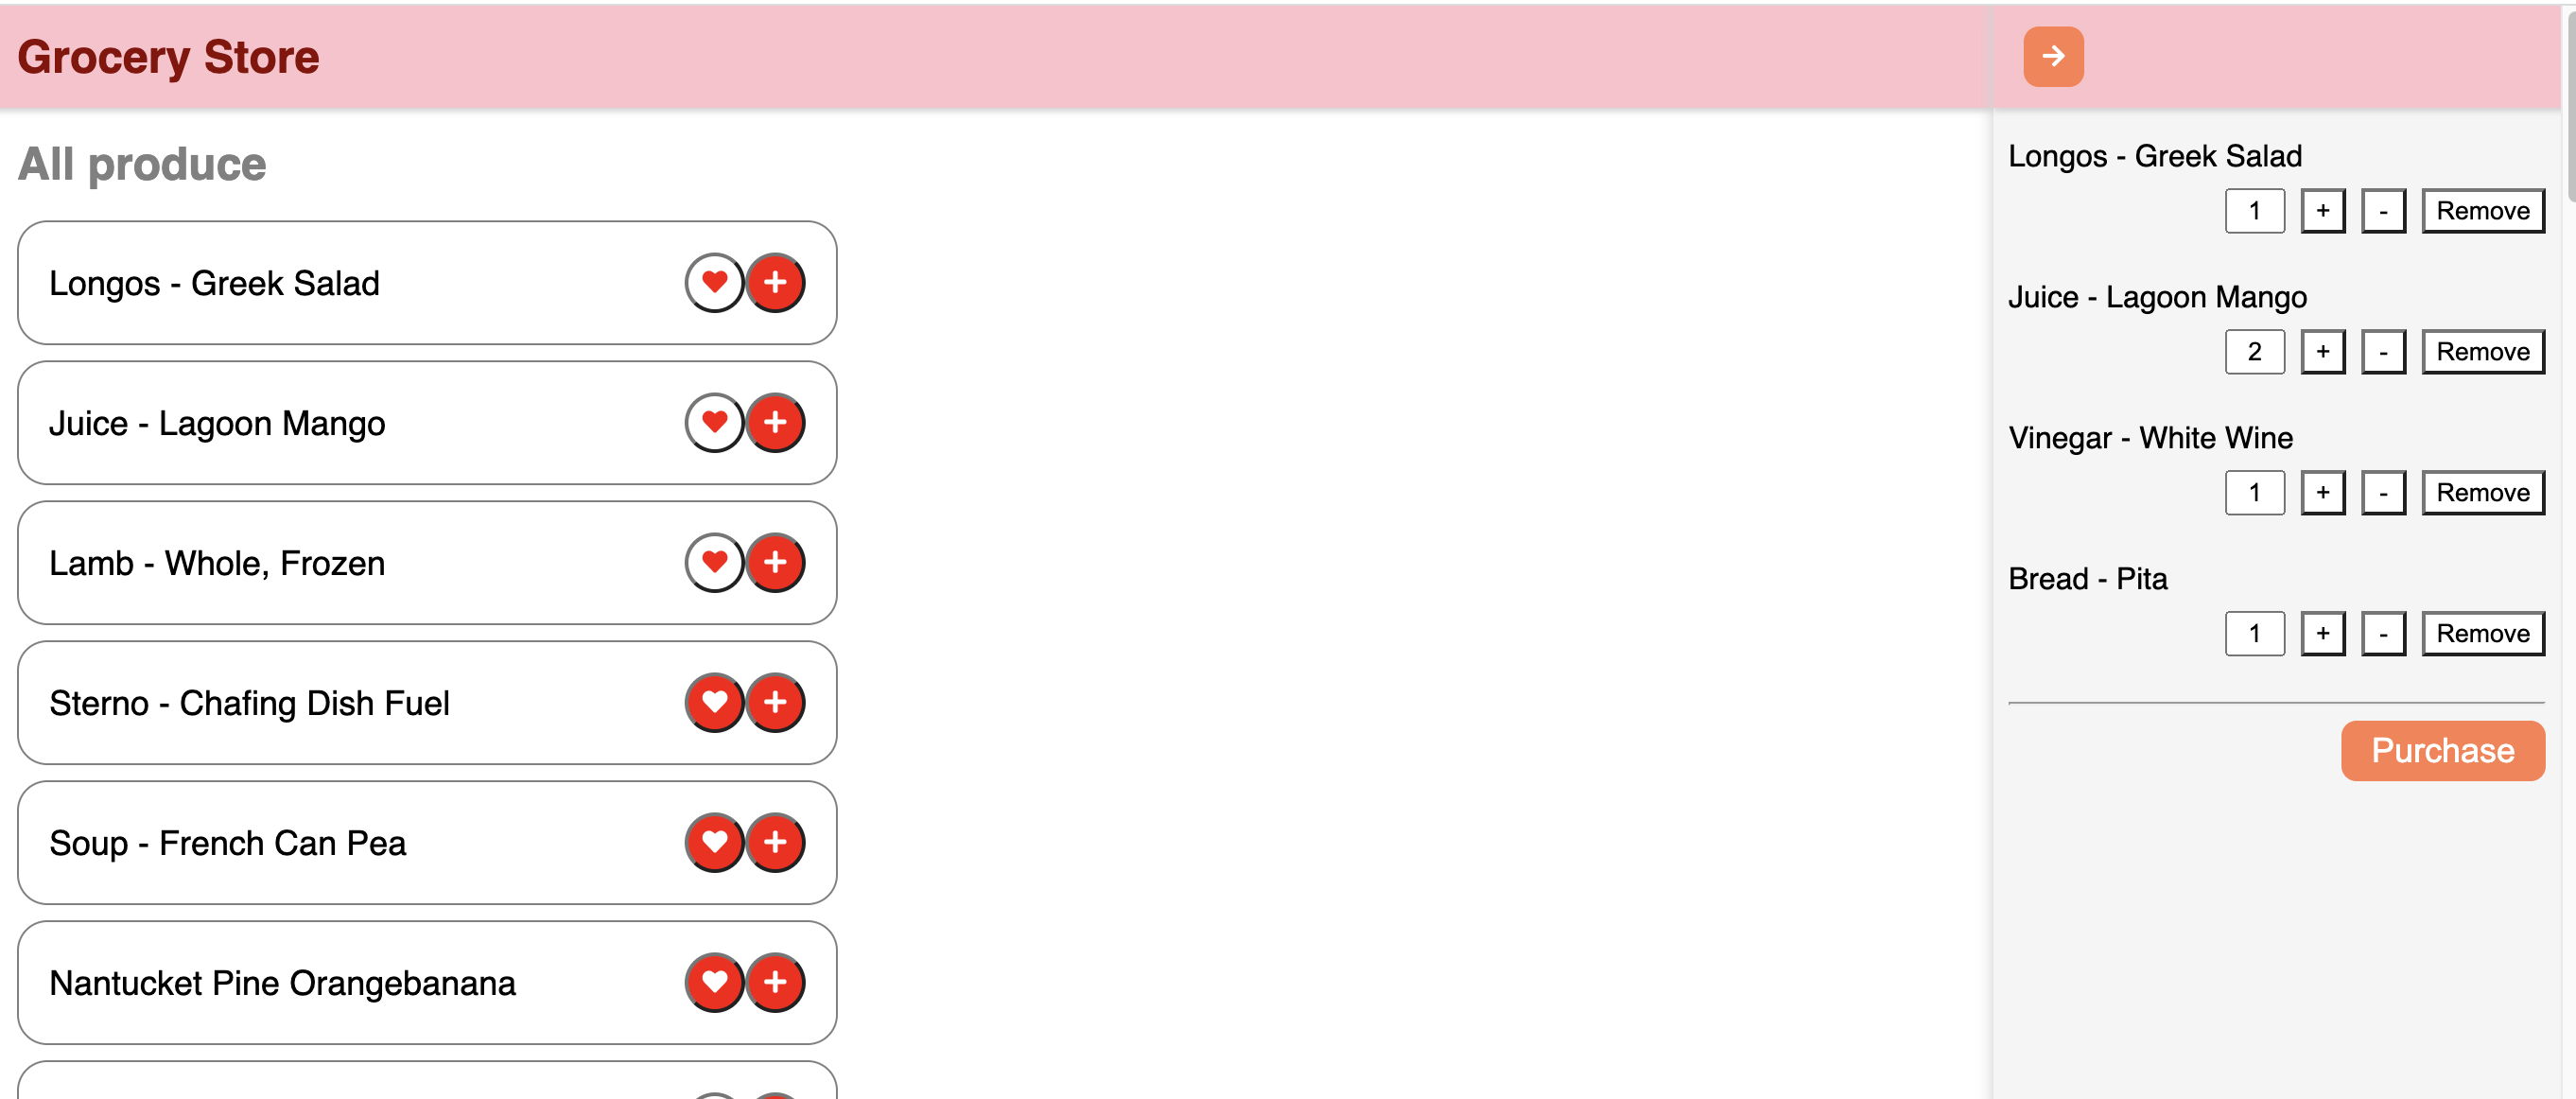 Grocery Store
All produce
Longos - Greek Salad
Juice - Lagoon Mango
Lamb - Whole, Frozen
Sterno - Chafing Dish Fuel
Soup - French Can Pea
Nantucket Pine Orangebanana
Longos - Greek Salad
1 + - Remove
Juice - Lagoon Mango
2 + - Remove
Vinegar - White Wine
1 + - Remove
Bread - Pita
1 + - Remove
Purchase